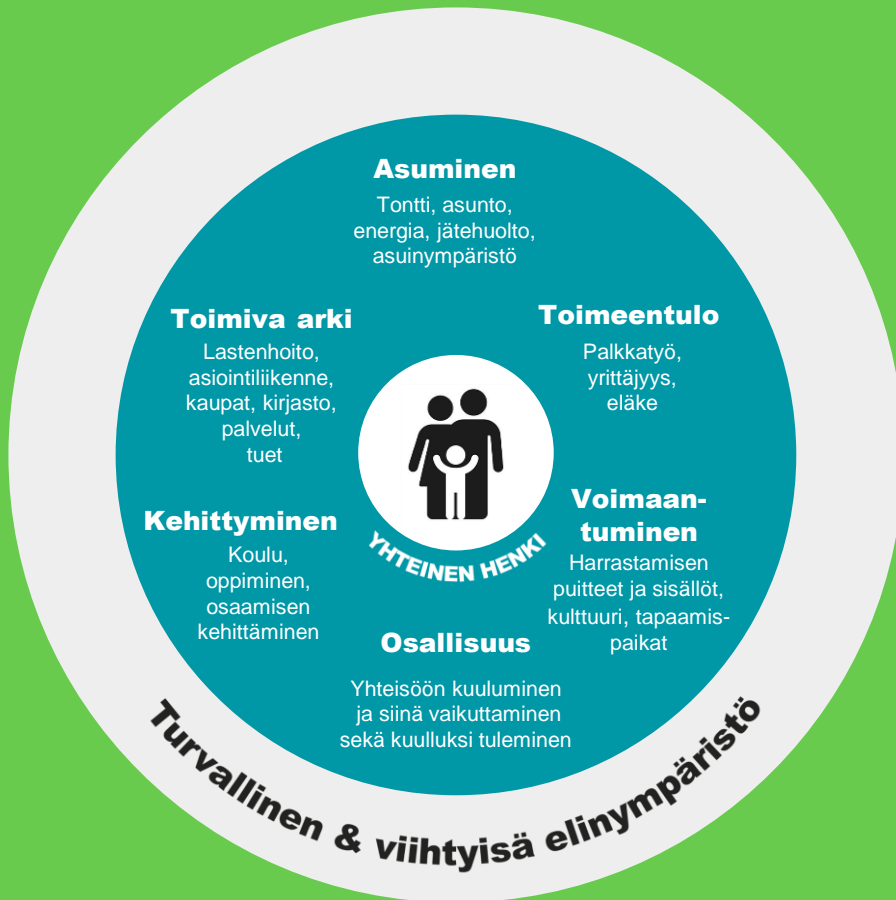 Asuminen
Tontti, asunto,
energia, jätehuolto,
asuinympäristö
Toimiva arki
Lastenhoito,
asiointiliikenne,
kaupat, kirjasto,
palvelut,
tuet
Toimeentulo
Palkkatyö,
yrittäjyys,
eläke
Kehittyminen
Koulu,
oppiminen,
osaamisen
kehittäminen
Voimaan-
tuminen
Harrastamisen
puitteet ja sisällöt,
kulttuuri, tapaamis-
paikat
YHTEINEN HENKI
Osallisuus
Yhteisöön kuuluminen
ja siinä vaikuttaminen
sekä kuulluksi tuleminen
Turvallinen & viihtyisä elinympäristö